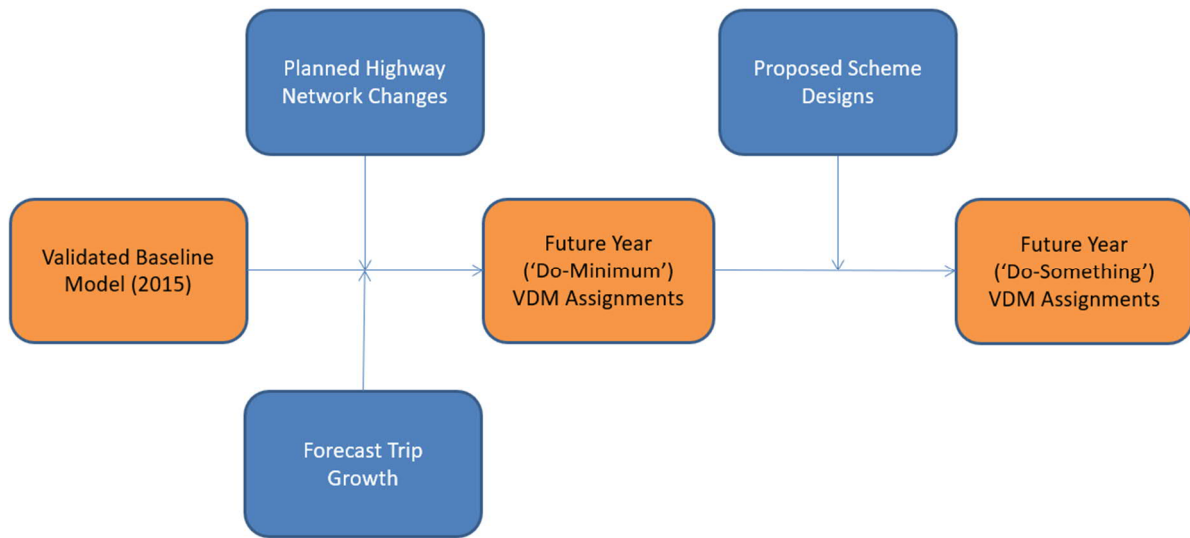 Planned Highway
Network Changes
Proposed Scheme
Designs
Validated Baseline
Model (2015)
Future Year
(‘Do-Minimum’)
VDM Assignments
Future Year
(‘Do-Something’)
VDM Assignments
Forecast Trip
Growth